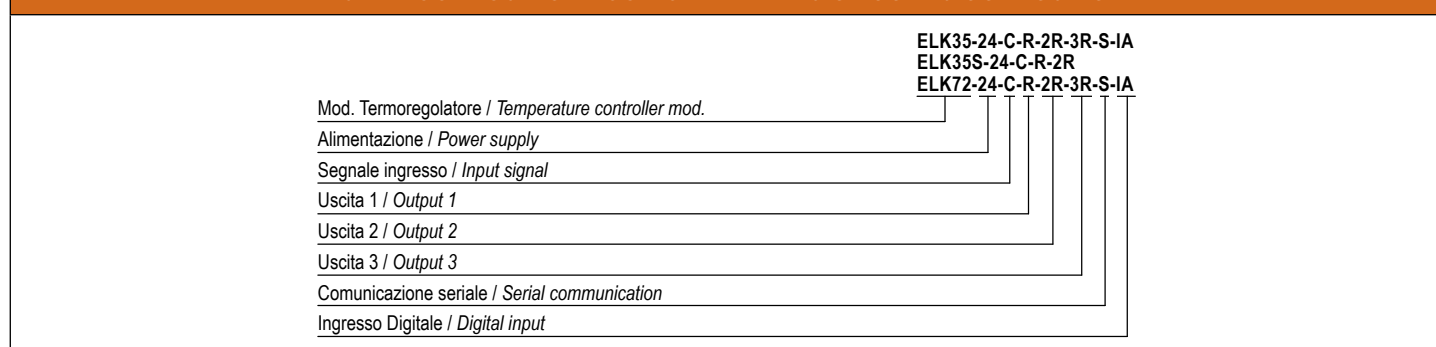 ELK35-24-C-R-2R-3R-S-IA
ELK35S-24-C-R-2R
ELK72-24-C-R-2R-3R-S-IA
Mod. Termoregolatore / Temperature controller mod.
Alimentazione / Power supply
Segnale ingresso / Input signal
Uscita 1 / Output 1
Uscita 2 / Output 2
Uscita 3 / Output 3
Comunicazione seriale / Serial communication
Ingresso Digitale / Digital input